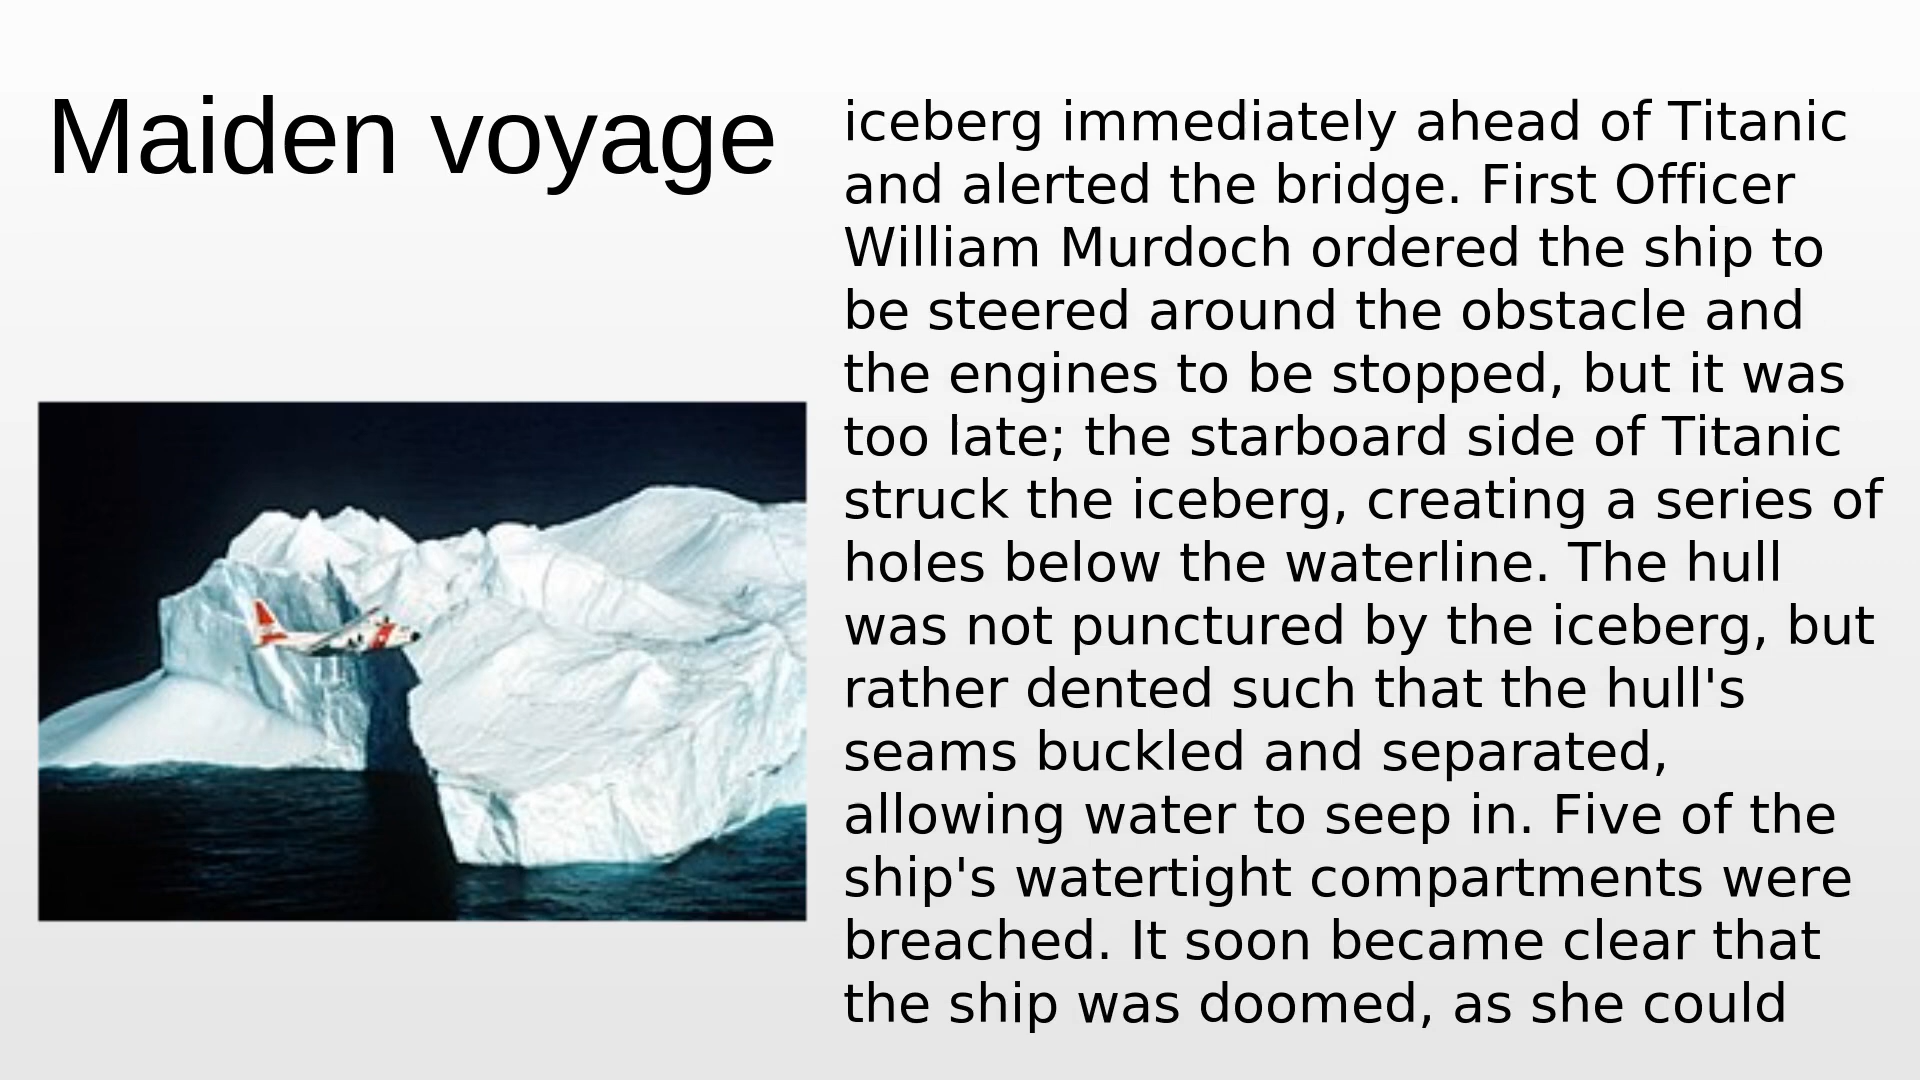 Maiden voyage
iceberg immediately ahead of Titanic
and alerted the bridge. First Officer
William Murdoch ordered the ship to
be steered around the obstacle and
the engines to be stopped, but it was
too late; the starboard side of Titanic
struck the iceberg, creating a series of
holes below the waterline. The hull
was not punctured by the iceberg, but
rather dented such that the hull's
seams buckled and separated,
allowing water to seep in. Five of the
ship's watertight compartments were
breached. It soon became clear that
the ship was doomed, as she could